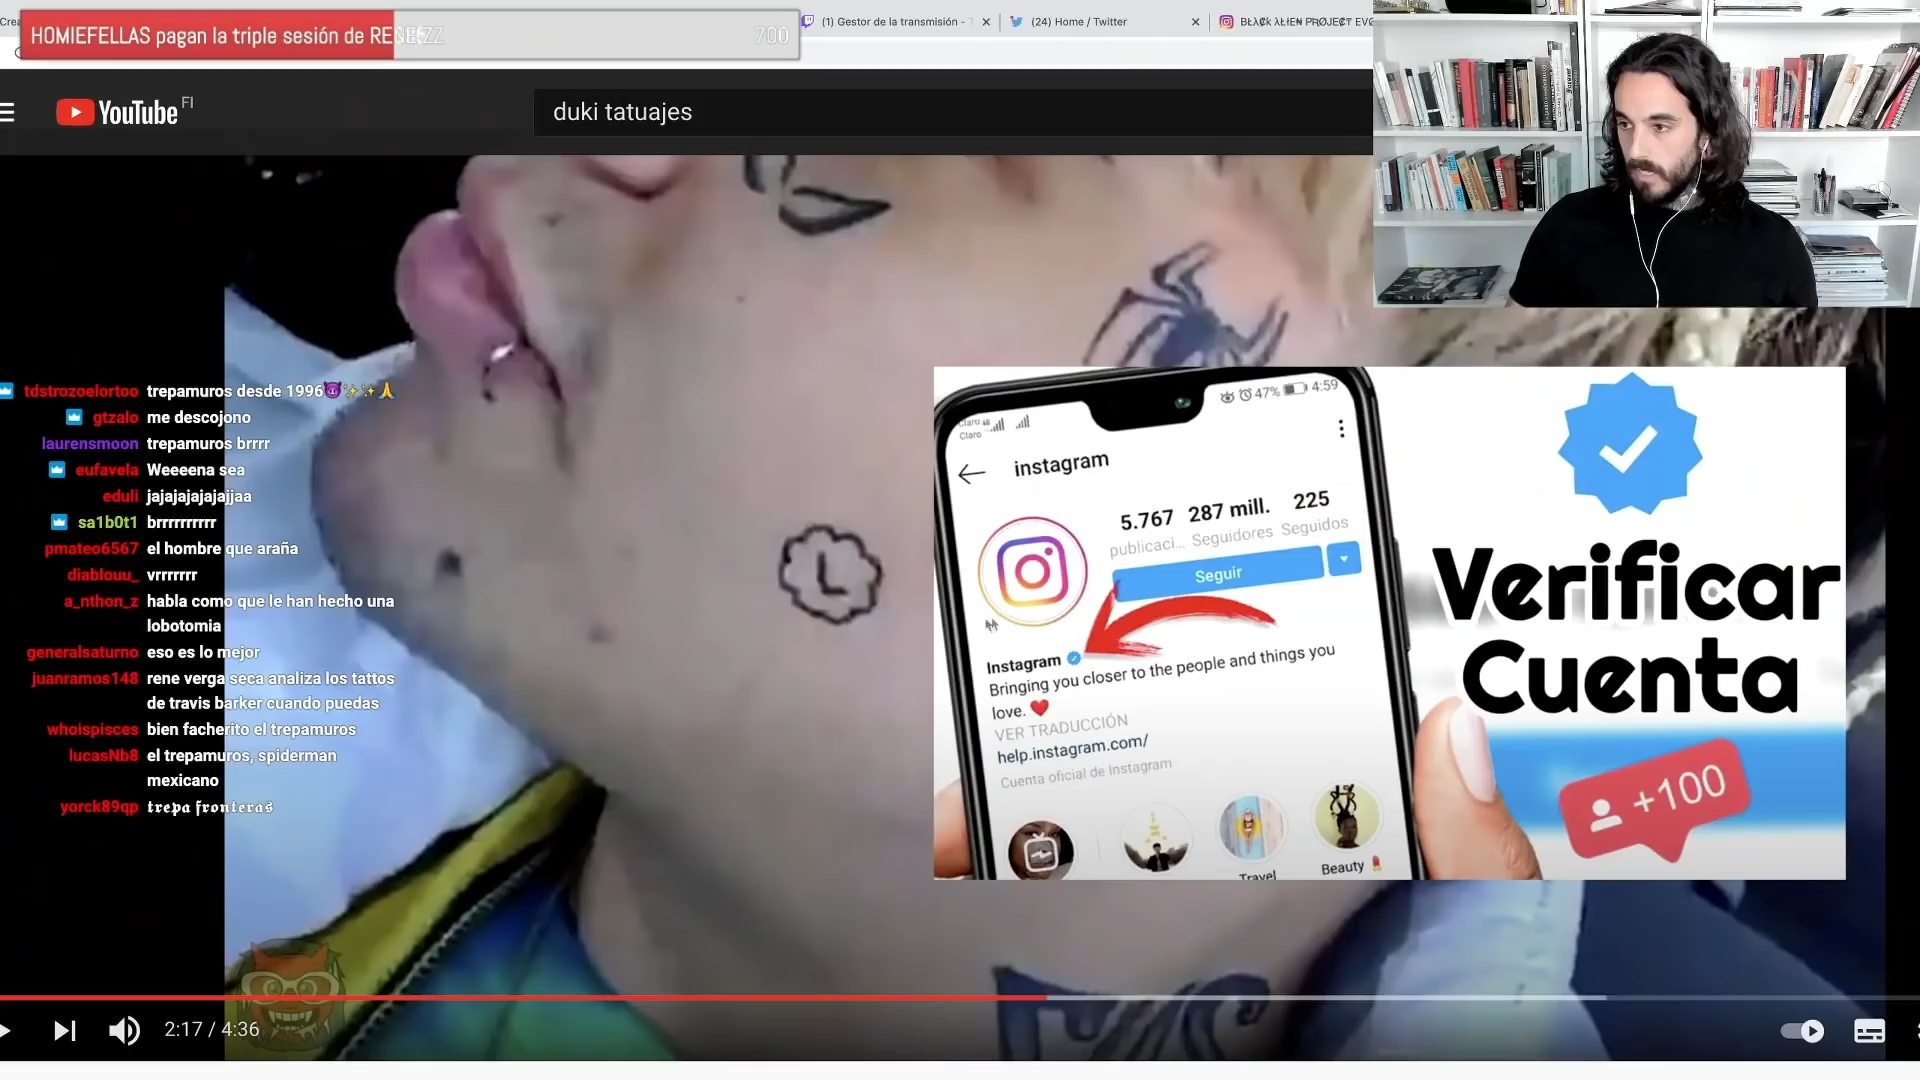 HOMIEFELLAS pagan la triple sesión de RENE ZZ
700
(1) Gestor de la transmisión - T
(24) Home / Twitter
YouTube FI
duki tatuajes
tdstrozoelortoo trepamuros desde 1996😈✨✨🙏
gtzalo me descojono
laurensmoon trepamuros brrrr
eufavela Weeeena sea
eduli jajajajajajajjaa
sa1b0t1 brrrrrrrrrr
pmateo6567 el hombre que araña
diablouu_ vrrrrrrr
a_nthon_z habla como que le han hecho una
lobotomia
generalsaturno eso es lo mejor
juanramos148 rene verga seca analiza los tattos
de travis barker cuando puedas
whoispisces bien facherito el trepamuros
lucasNb8 el trepamuros, spiderman
mexicano
yorck89qp 𝖙𝖗𝖊𝖕𝖆 𝖋𝖗𝖔𝖓𝖙𝖊𝖗𝖆𝖘
L
Claro
Claro
47% 4:59
instagram
5.767 287 mill. 225
publicaci... Seguidores Seguidos
Seguir
Instagram
Bringing you closer to the people and things you
love. ❤️
VER TRADUCCIÓN
help.instagram.com/
Cuenta oficial de Instagram
Travel
Beauty 💄
Verificar
Cuenta
+100
2:17 / 4:36